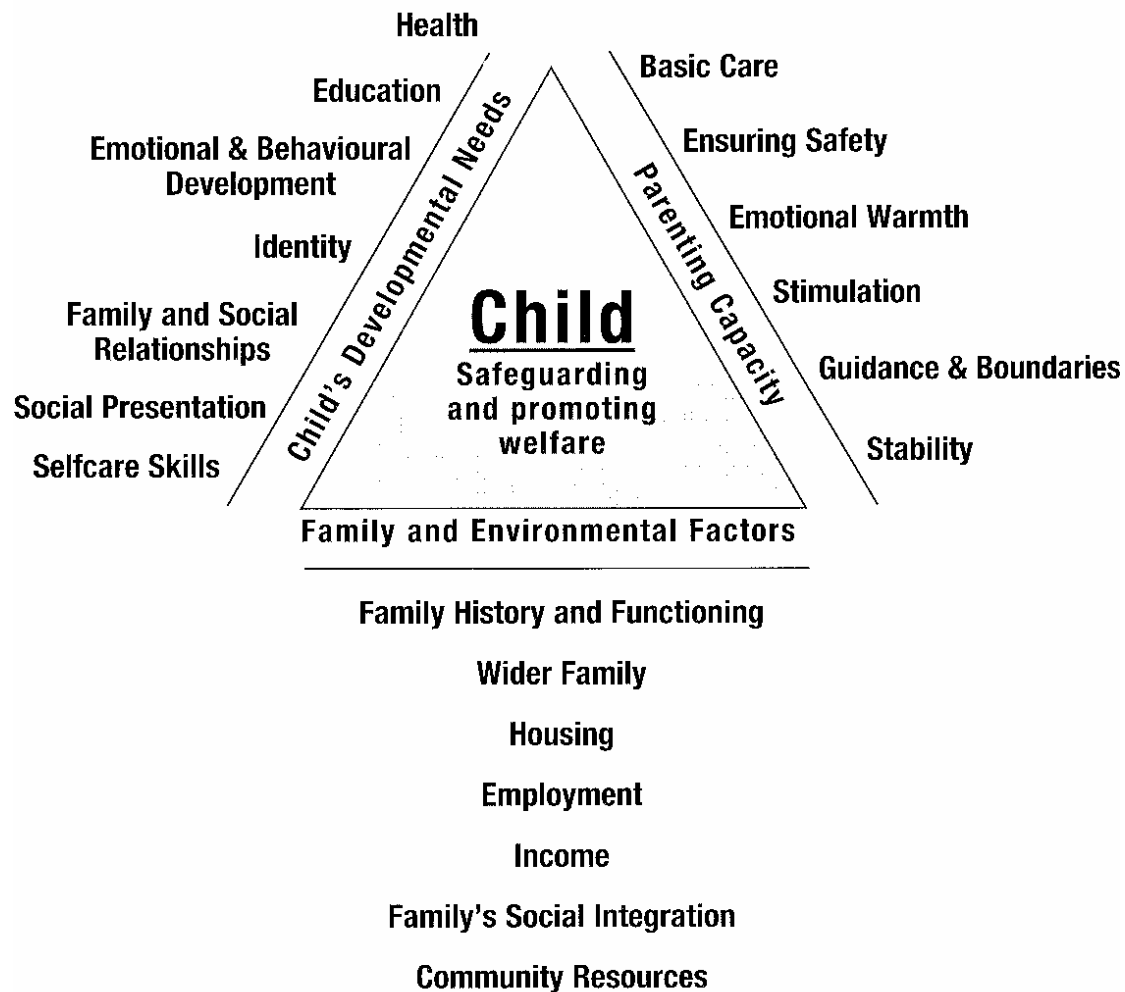 Health
Education
Emotional & Behavioural
Development
Identity
Family and Social
Relationships
Social Presentation
Selfcare Skills
Child's Developmental Needs
Child
Safeguarding
and promoting
welfare
Parenting Capacity
Basic Care
Ensuring Safety
Emotional Warmth
Stimulation
Guidance & Boundaries
Stability
Family and Environmental Factors
Family History and Functioning
Wider Family
Housing
Employment
Income
Family's Social Integration
Community Resources